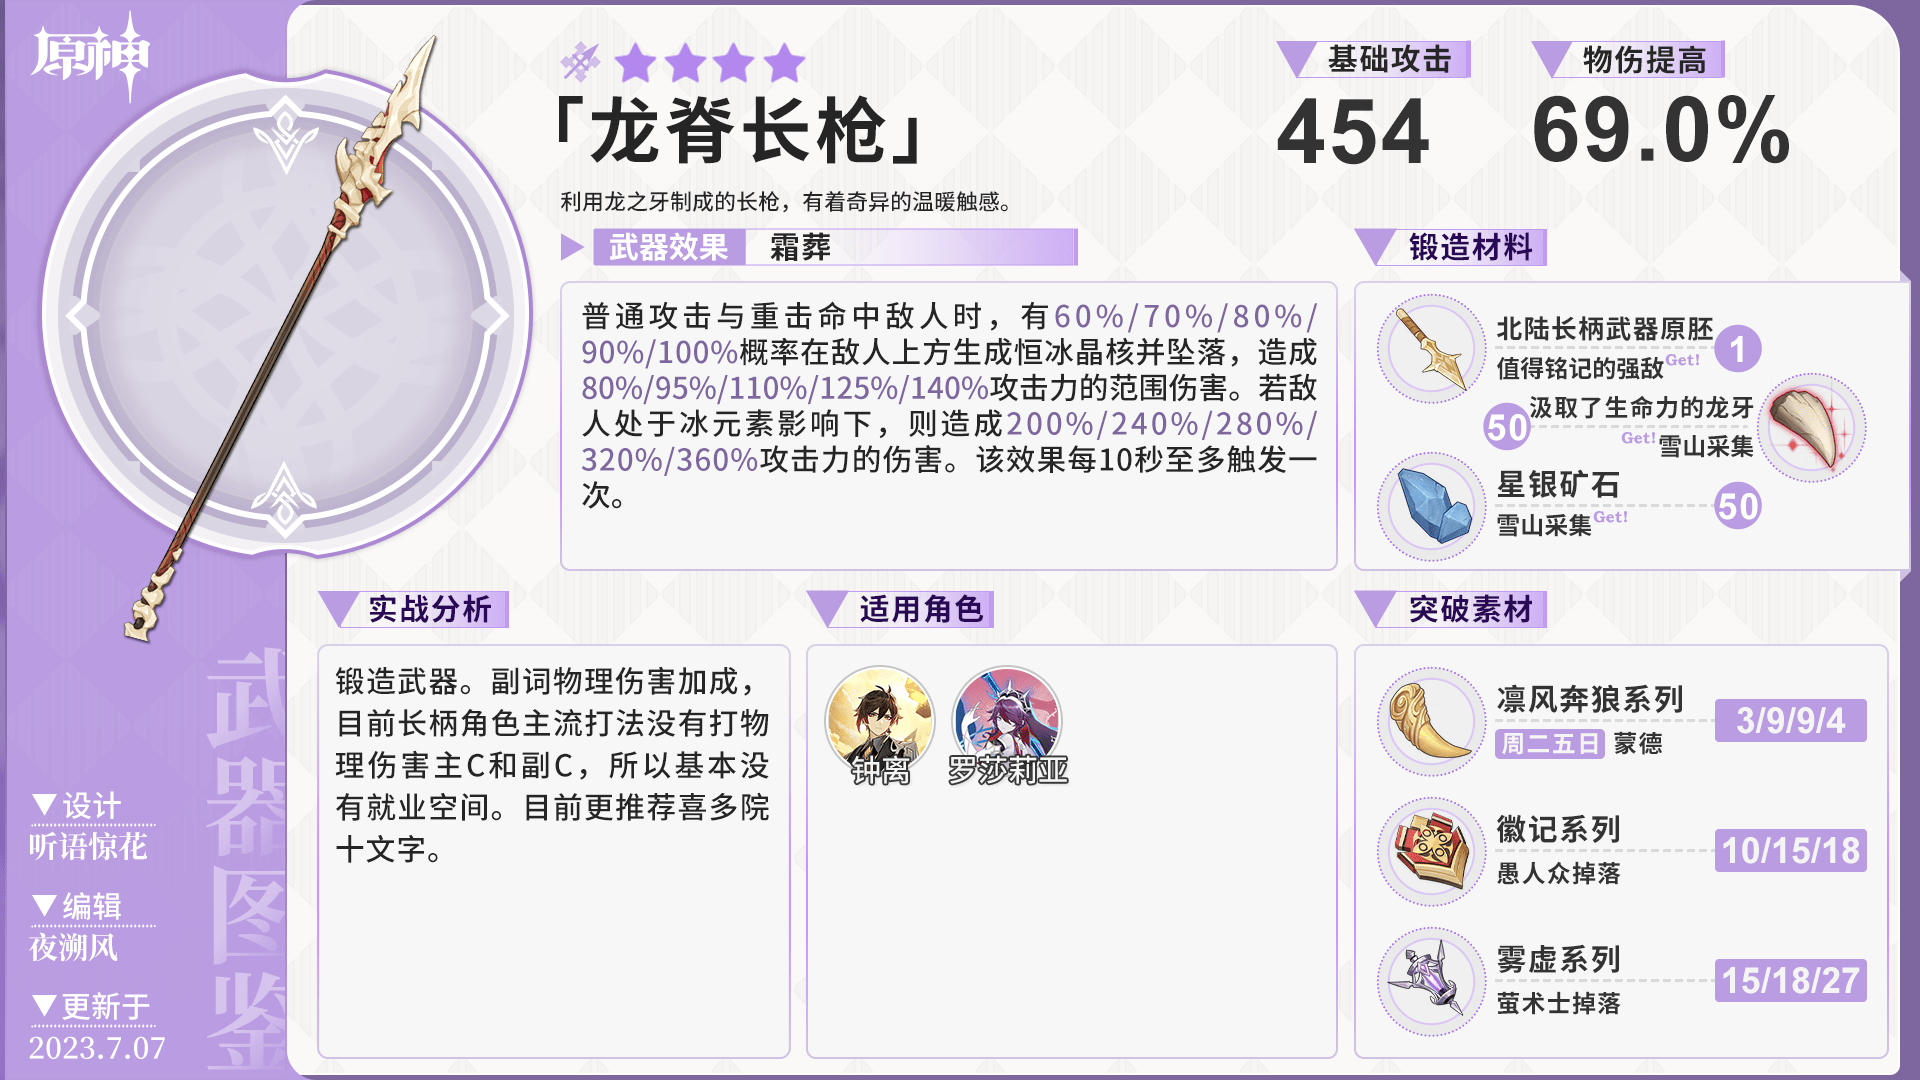 原神
「龙脊长枪」
利用龙之牙制成的长枪，有着奇异的温暖触感。
基础攻击
454
物伤提高
69.0%
武器效果
霜葬
普通攻击与重击命中敌人时，有60%/70%/80%/
90%/100%概率在敌人上方生成恒冰晶核并坠落，造成
80%/95%/110%/125%/140%攻击力的范围伤害。若敌
人处于冰元素影响下，则造成200%/240%/280%/
320%/360%攻击力的伤害。该效果每10秒至多触发一
次。
锻造材料
北陆长柄武器原胚
1
值得铭记的强敌Get!
汲取了生命力的龙牙
50
Get!雪山采集
星银矿石
50
雪山采集Get!
实战分析
锻造武器。副词物理伤害加成，
目前长柄角色主流打法没有打物
理伤害主C和副C，所以基本没
有就业空间。目前更推荐喜多院
十文字。
适用角色
钟离
罗莎莉亚
突破素材
凛风奔狼系列
3/9/9/4
周二五日 蒙德
徽记系列
10/15/18
愚人众掉落
雾虚系列
15/18/27
萤术士掉落
武器图鉴
▼设计
听语惊花
▼编辑
夜溯风
▼更新于
2023.7.07